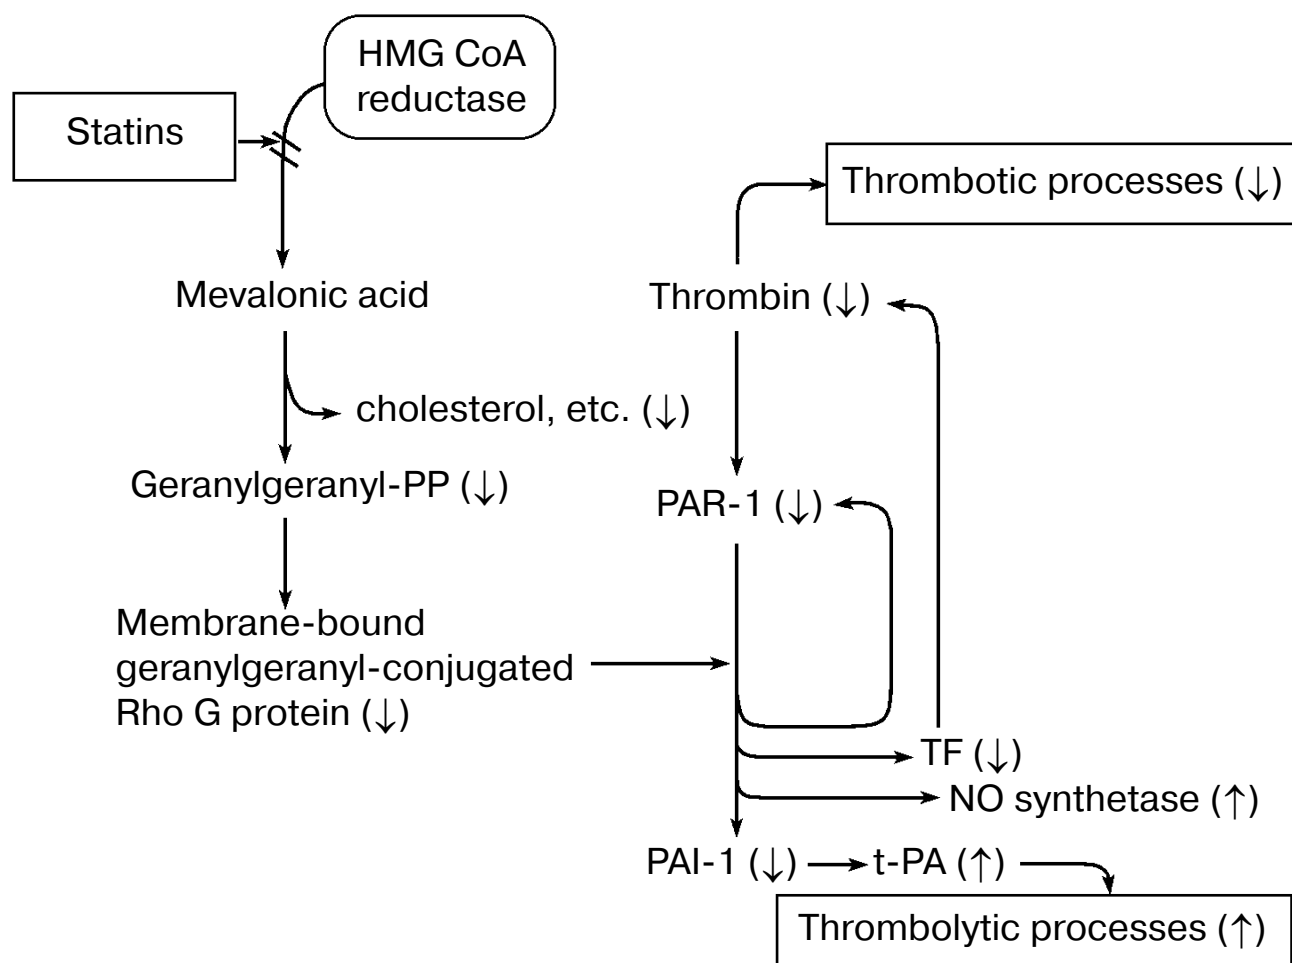 HMG CoA
reductase
Statins
Thrombotic processes (↓)
Mevalonic acid
Thrombin (↓)
cholesterol, etc. (↓)
Geranylgeranyl-PP (↓)
PAR-1 (↓)
Membrane-bound
geranylgeranyl-conjugated
Rho G protein (↓)
TF (↓)
NO synthetase (↑)
PAI-1 (↓)
t-PA (↑)
Thrombolytic processes (↑)